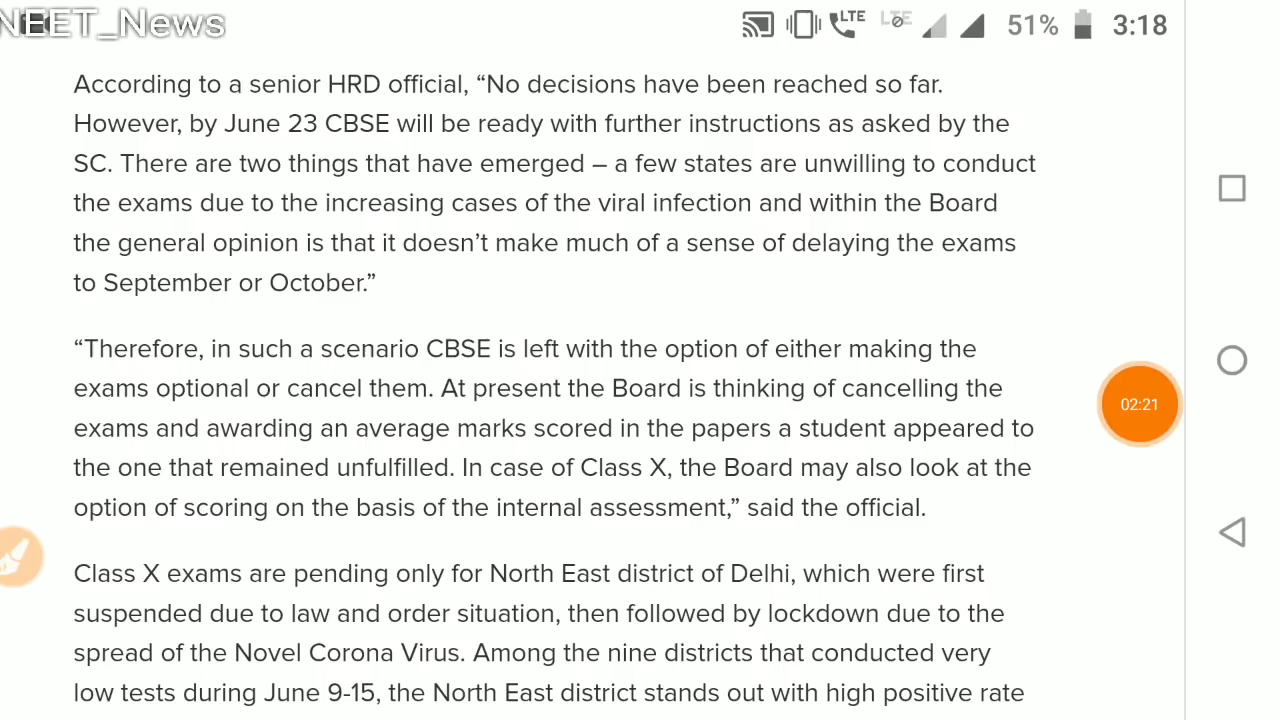 NEET_News
LTE LTE 51% 3:18
According to a senior HRD official, “No decisions have been reached so far.
However, by June 23 CBSE will be ready with further instructions as asked by the
SC. There are two things that have emerged – a few states are unwilling to conduct
the exams due to the increasing cases of the viral infection and within the Board
the general opinion is that it doesn’t make much of a sense of delaying the exams
to September or October.”
“Therefore, in such a scenario CBSE is left with the option of either making the
exams optional or cancel them. At present the Board is thinking of cancelling the
exams and awarding an average marks scored in the papers a student appeared to
the one that remained unfulfilled. In case of Class X, the Board may also look at the
option of scoring on the basis of the internal assessment,” said the official.
02:21
Class X exams are pending only for North East district of Delhi, which were first
suspended due to law and order situation, then followed by lockdown due to the
spread of the Novel Corona Virus. Among the nine districts that conducted very
low tests during June 9-15, the North East district stands out with high positive rate